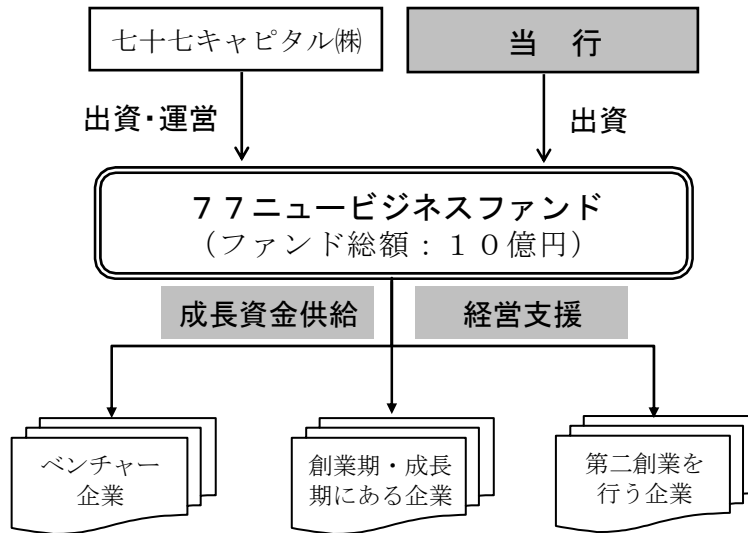 七十七キャピタル㈱
当 行
出資・運営
出資
77ニュービジネスファンド
(ファンド総額:10億円)
成長資金供給
経営支援
ベンチャー
企業
創業期・成長
期にある企業
第二創業を
行う企業